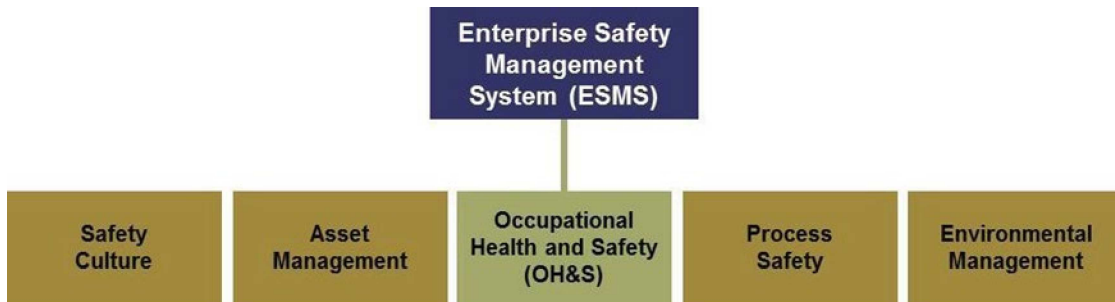 Enterprise Safety
Management
System (ESMS)
Safety
Culture
Asset
Management
Occupational
Health and Safety
(OH&S)
Process
Safety
Environmental
Management